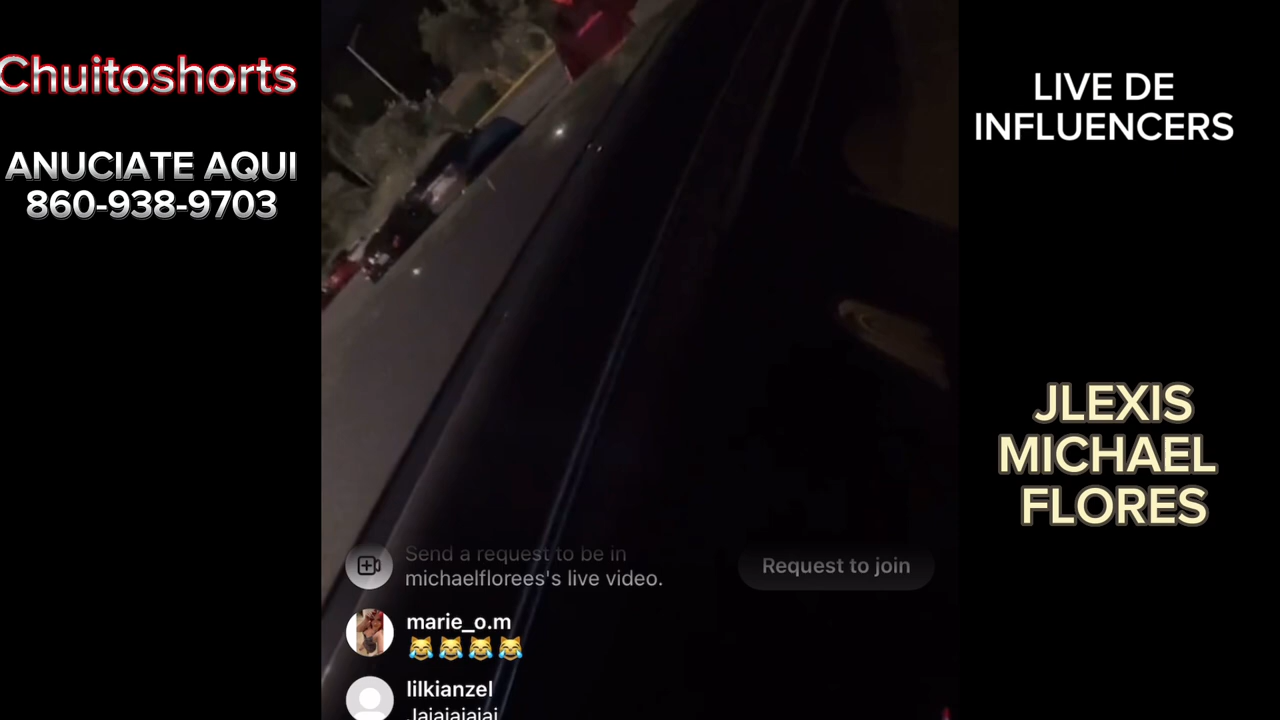 Chuitoshorts
ANUCIATE AQUI
860-938-9703
LIVE DE
INFLUENCERS
JLEXIS
MICHAEL
FLORES
Send a request to be in
michaelflorees's live video.
Request to join
marie_o.m
😹😹😹😹
lilkianzel
Jajajajajaj